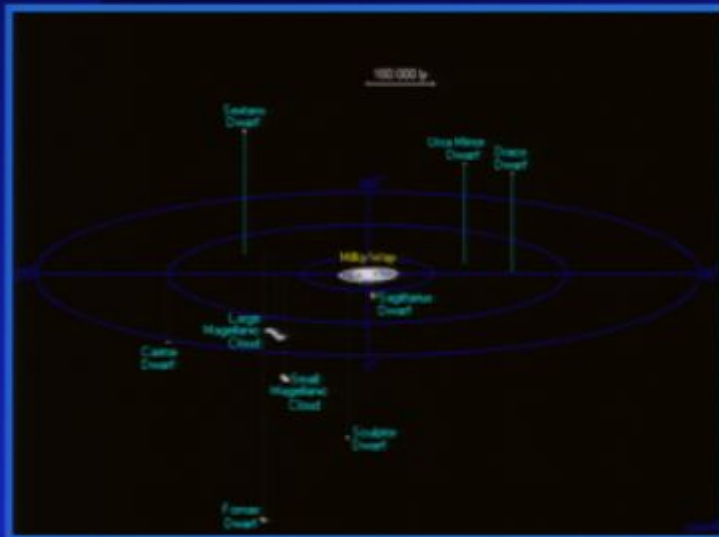 100 000 ly
Sextans
Dwarf
Ursa Minor
Dwarf
Draco
Dwarf
Milky Way
Sagittarius
Dwarf
Large
Magellanic
Cloud
Carina
Dwarf
Small
Magellanic
Cloud
Sculptor
Dwarf
Fornax
Dwarf